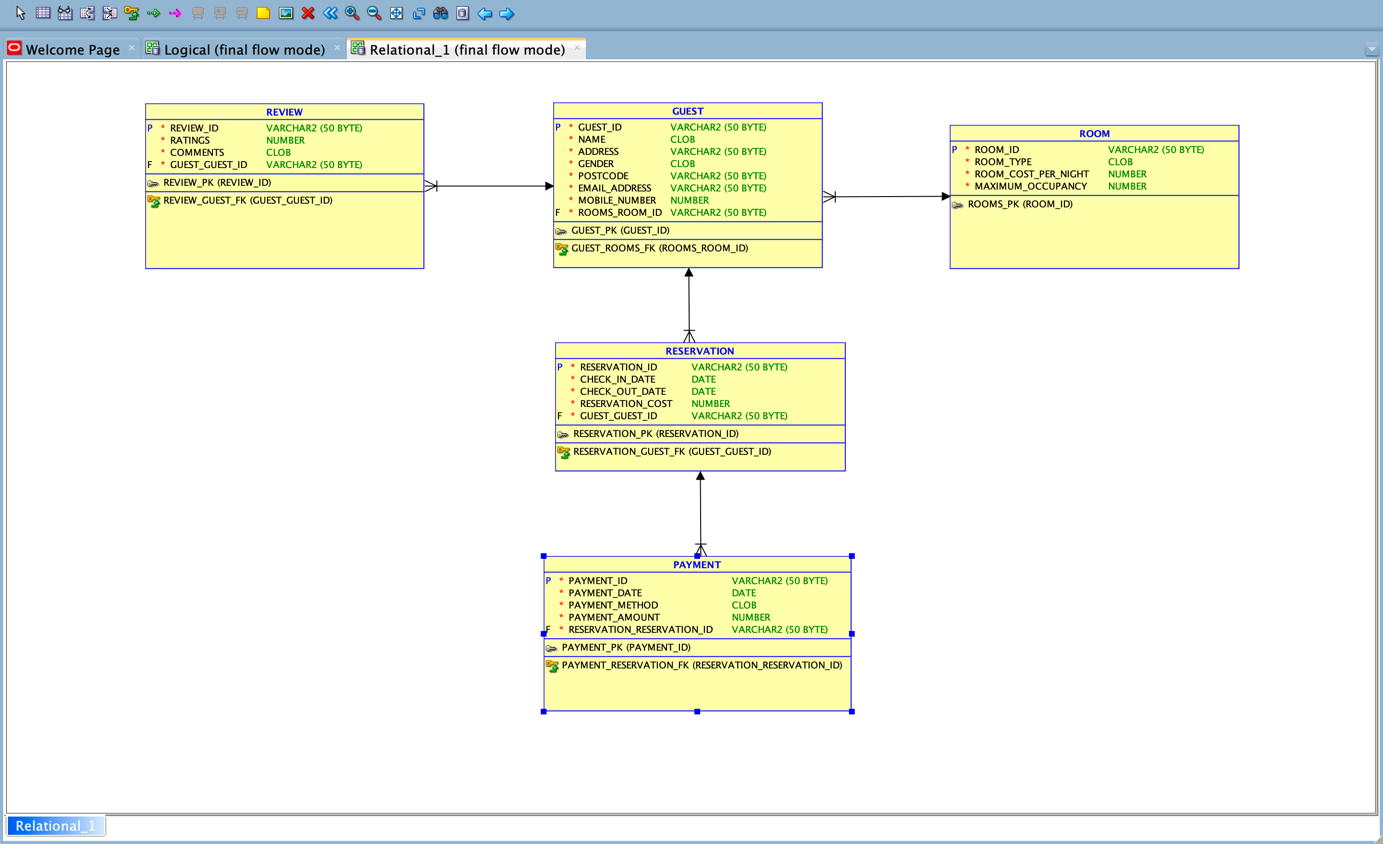 Welcome Page
Logical (final flow mode)
Relational_1 (final flow mode)
REVIEW
P * REVIEW_ID VARCHAR2 (50 BYTE)
* RATINGS NUMBER
* COMMENTS CLOB
F * GUEST_GUEST_ID VARCHAR2 (50 BYTE)
REVIEW_PK (REVIEW_ID)
REVIEW_GUEST_FK (GUEST_GUEST_ID)
GUEST
P * GUEST_ID VARCHAR2 (50 BYTE)
* NAME CLOB
* ADDRESS VARCHAR2 (50 BYTE)
* GENDER CLOB
* POSTCODE VARCHAR2 (50 BYTE)
* EMAIL_ADDRESS VARCHAR2 (50 BYTE)
* MOBILE_NUMBER NUMBER
F * ROOMS_ROOM_ID VARCHAR2 (50 BYTE)
GUEST_PK (GUEST_ID)
GUEST_ROOMS_FK (ROOMS_ROOM_ID)
ROOM
P * ROOM_ID VARCHAR2 (50 BYTE)
* ROOM_TYPE CLOB
* ROOM_COST_PER_NIGHT NUMBER
* MAXIMUM_OCCUPANCY NUMBER
ROOMS_PK (ROOM_ID)
RESERVATION
P * RESERVATION_ID VARCHAR2 (50 BYTE)
* CHECK_IN_DATE DATE
* CHECK_OUT_DATE DATE
* RESERVATION_COST NUMBER
F * GUEST_GUEST_ID VARCHAR2 (50 BYTE)
RESERVATION_PK (RESERVATION_ID)
RESERVATION_GUEST_FK (GUEST_GUEST_ID)
PAYMENT
P * PAYMENT_ID VARCHAR2 (50 BYTE)
* PAYMENT_DATE DATE
* PAYMENT_METHOD CLOB
* PAYMENT_AMOUNT NUMBER
F * RESERVATION_RESERVATION_ID VARCHAR2 (50 BYTE)
PAYMENT_PK (PAYMENT_ID)
PAYMENT_RESERVATION_FK (RESERVATION_RESERVATION_ID)
Relational_1